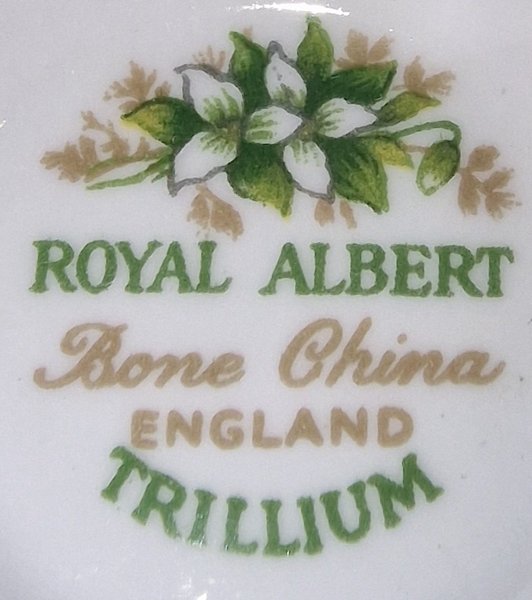 ROYAL ALBERT
Bone China
ENGLAND
TRILLIUM